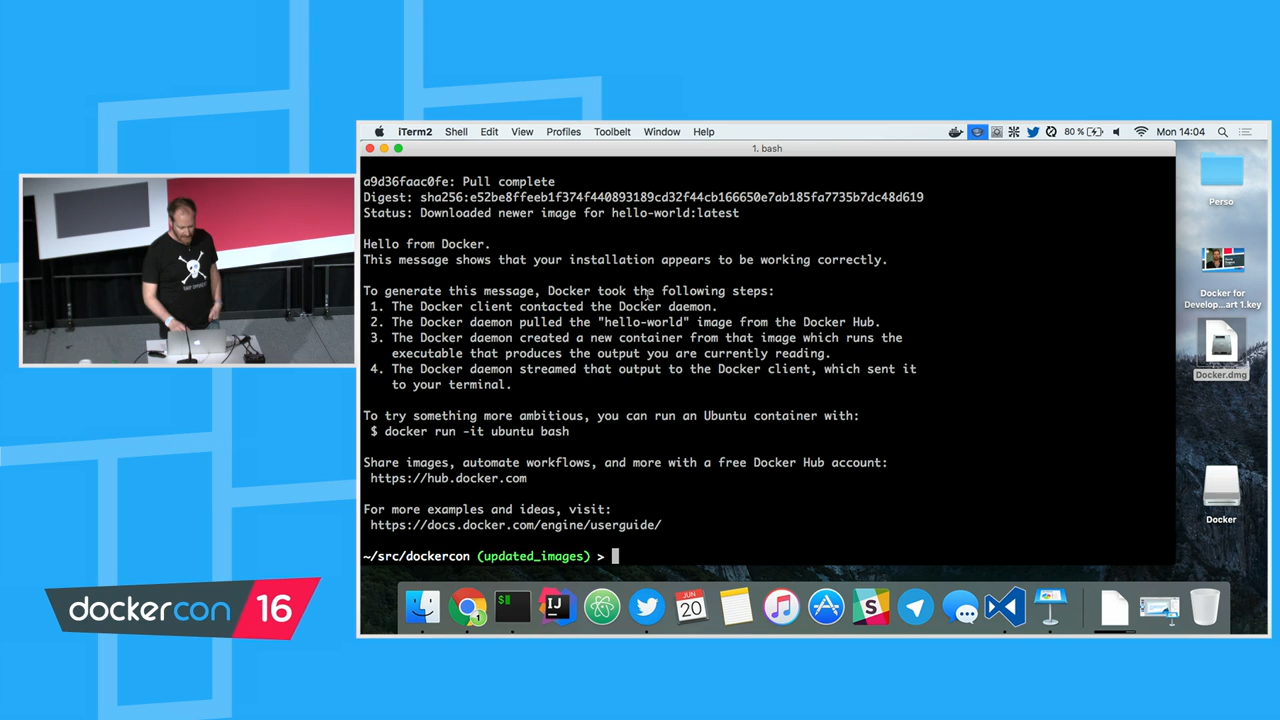 iTerm2 Shell Edit View Profiles Toolbelt Window Help 80 % Mon 14:04
1. bash
a9d36faac0fe: Pull complete
Digest: sha256:e52be8ffeeb1f374f440893189cd32f44cb166650e7ab185fa7735b7dc48d619
Status: Downloaded newer image for hello-world:latest
Hello from Docker.
This message shows that your installation appears to be working correctly.
To generate this message, Docker took the following steps:
1. The Docker client contacted the Docker daemon.
2. The Docker daemon pulled the "hello-world" image from the Docker Hub.
3. The Docker daemon created a new container from that image which runs the
executable that produces the output you are currently reading.
4. The Docker daemon streamed that output to the Docker client, which sent it
to your terminal.
To try something more ambitious, you can run an Ubuntu container with:
$ docker run -it ubuntu bash
Share images, automate workflows, and more with a free Docker Hub account:
https://hub.docker.com
For more examples and ideas, visit:
https://docs.docker.com/engine/userguide/
~/src/dockercon (updated_images) >
Perso
Docker for
Develop...art 1.key
Docker.dmg
Docker
$
1
IJ
JUN
20
S
dockercon 16